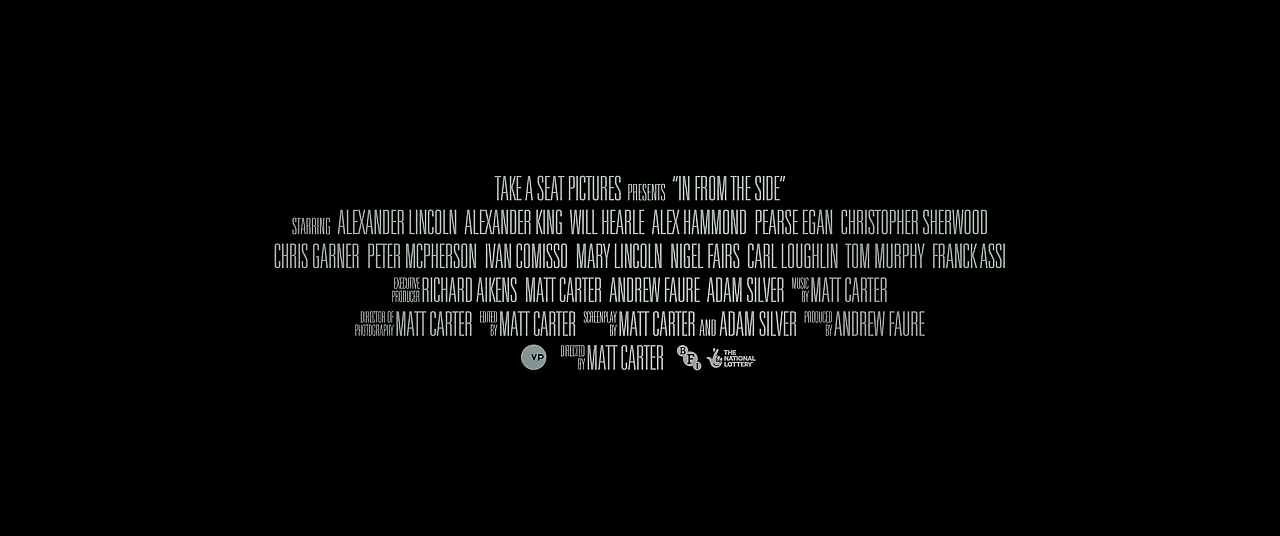 TAKE A SEAT PICTURES PRESENTS "IN FROM THE SIDE"
STARRING ALEXANDER LINCOLN ALEXANDER KING WILL HEARLE ALEX HAMMOND PEARSE EGAN CHRISTOPHER SHERWOOD
CHRIS GARNER PETER MCPHERSON IVAN COMISSO MARY LINCOLN NIGEL FAIRS CARL LOUGHLIN TOM MURPHY FRANCK ASSI
EXECUTIVE PRODUCER RICHARD AIKENS MATT CARTER ANDREW FAURE ADAM SILVER MUSIC BY MATT CARTER
DIRECTOR OF PHOTOGRAPHY MATT CARTER EDITED BY MATT CARTER SCREENPLAY BY MATT CARTER AND ADAM SILVER PRODUCED BY ANDREW FAURE
VP DIRECTED BY MATT CARTER BFI THE NATIONAL LOTTERY